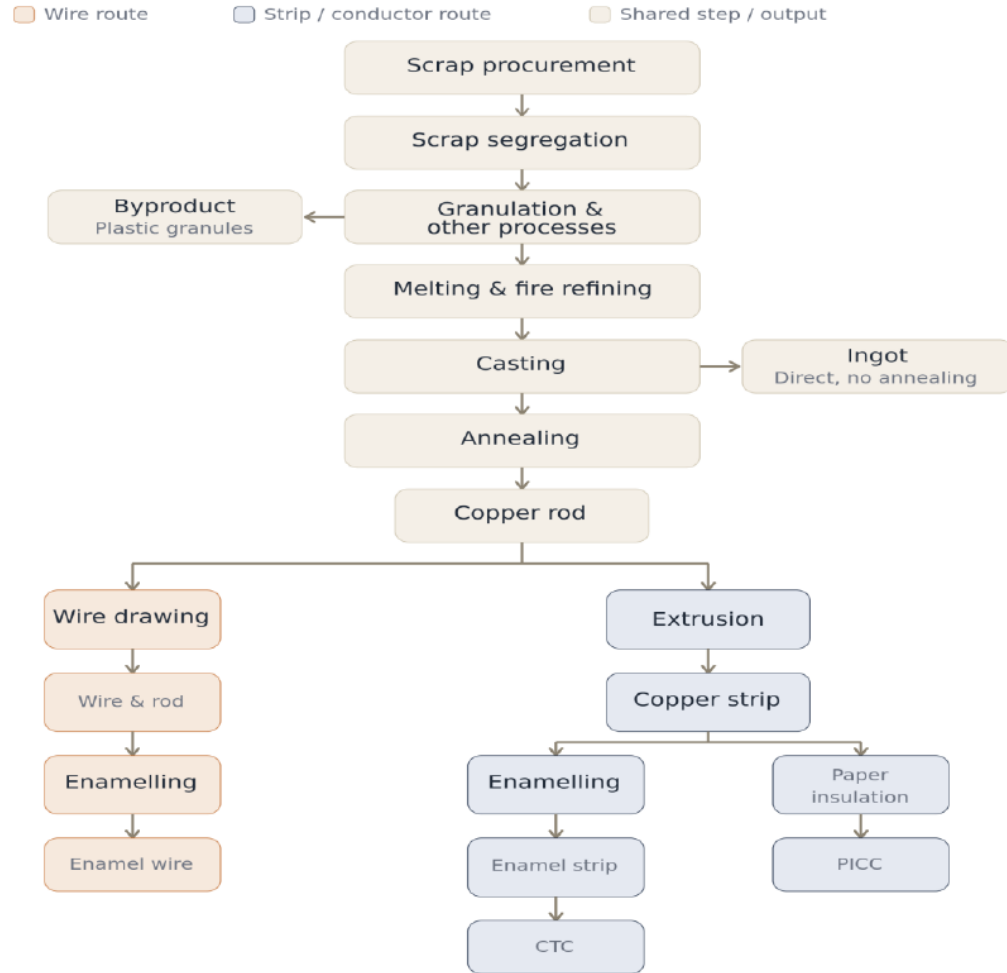 Wire route
Strip / conductor route
Shared step / output
Scrap procurement
Scrap segregation
Byproduct
Plastic granules
Granulation &
other processes
Melting & fire refining
Casting
Ingot
Direct, no annealing
Annealing
Copper rod
Wire drawing
Extrusion
Wire & rod
Copper strip
Enamelling
Enamelling
Paper
insulation
Enamel wire
Enamel strip
PICC
CTC